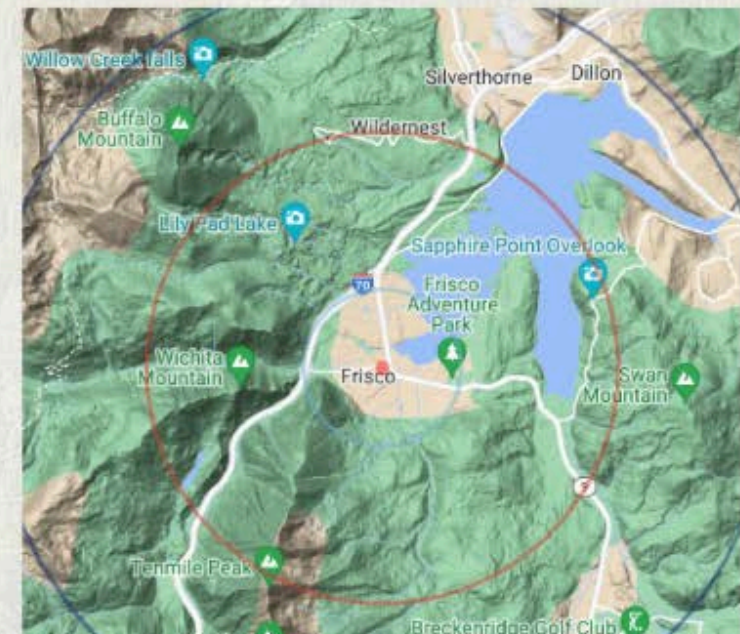 Willow Creek falls
Silverthorne
Dillon
Buffalo
Mountain
Wildernest
Lily Pad Lake
Sapphire Point Overlook
70
Frisco
Adventure
Park
Wichita
Mountain
Frisco
Swan
Mountain
9
Tenmile Peak
Breckenridge Golf Club